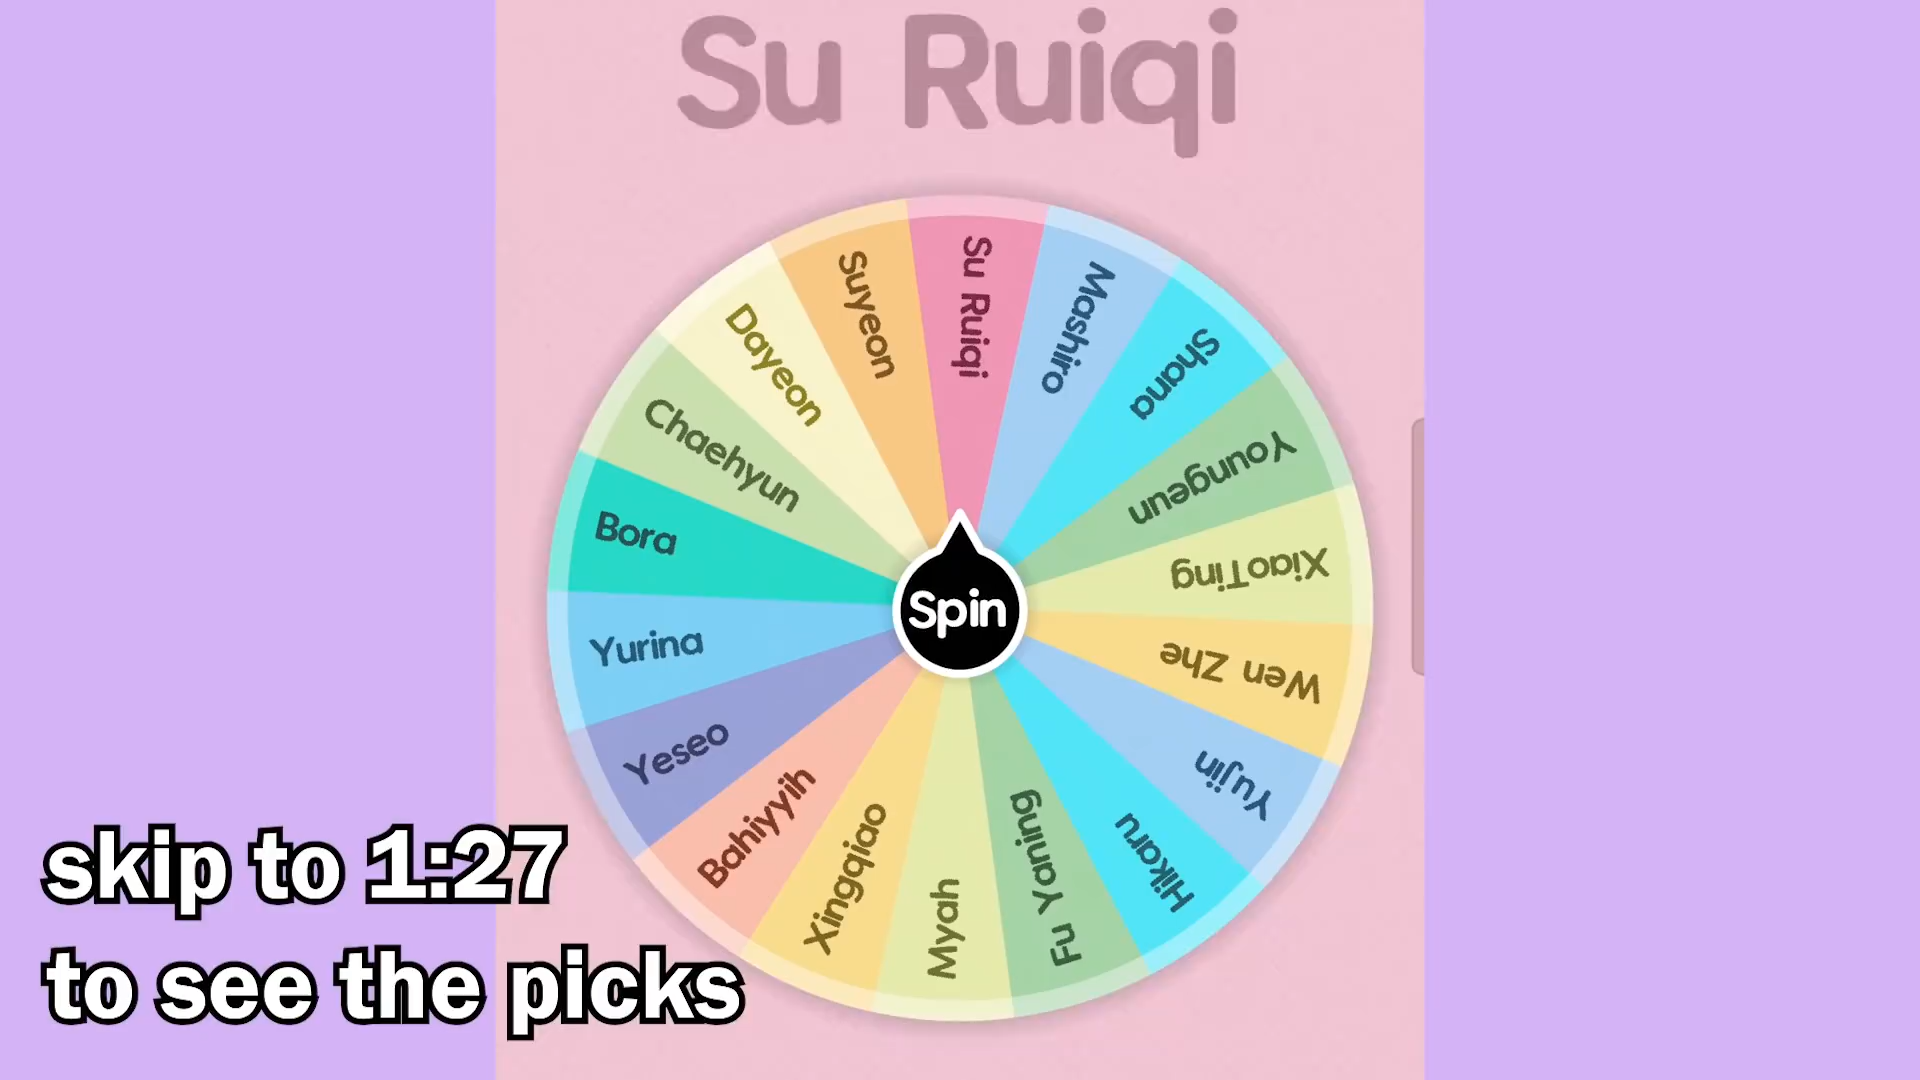 Su Ruiqi
Su Ruiqi
Mashiro
Shana
Youngeun
XiaoTing
Wen Zhe
Yujin
Hikaru
Fu Yaning
Myah
Xingqiao
Bahiyyih
Yeseo
Yurina
Bora
Chaehyun
Dayeon
Suyeon
Spin
skip to 1:27
to see the picks